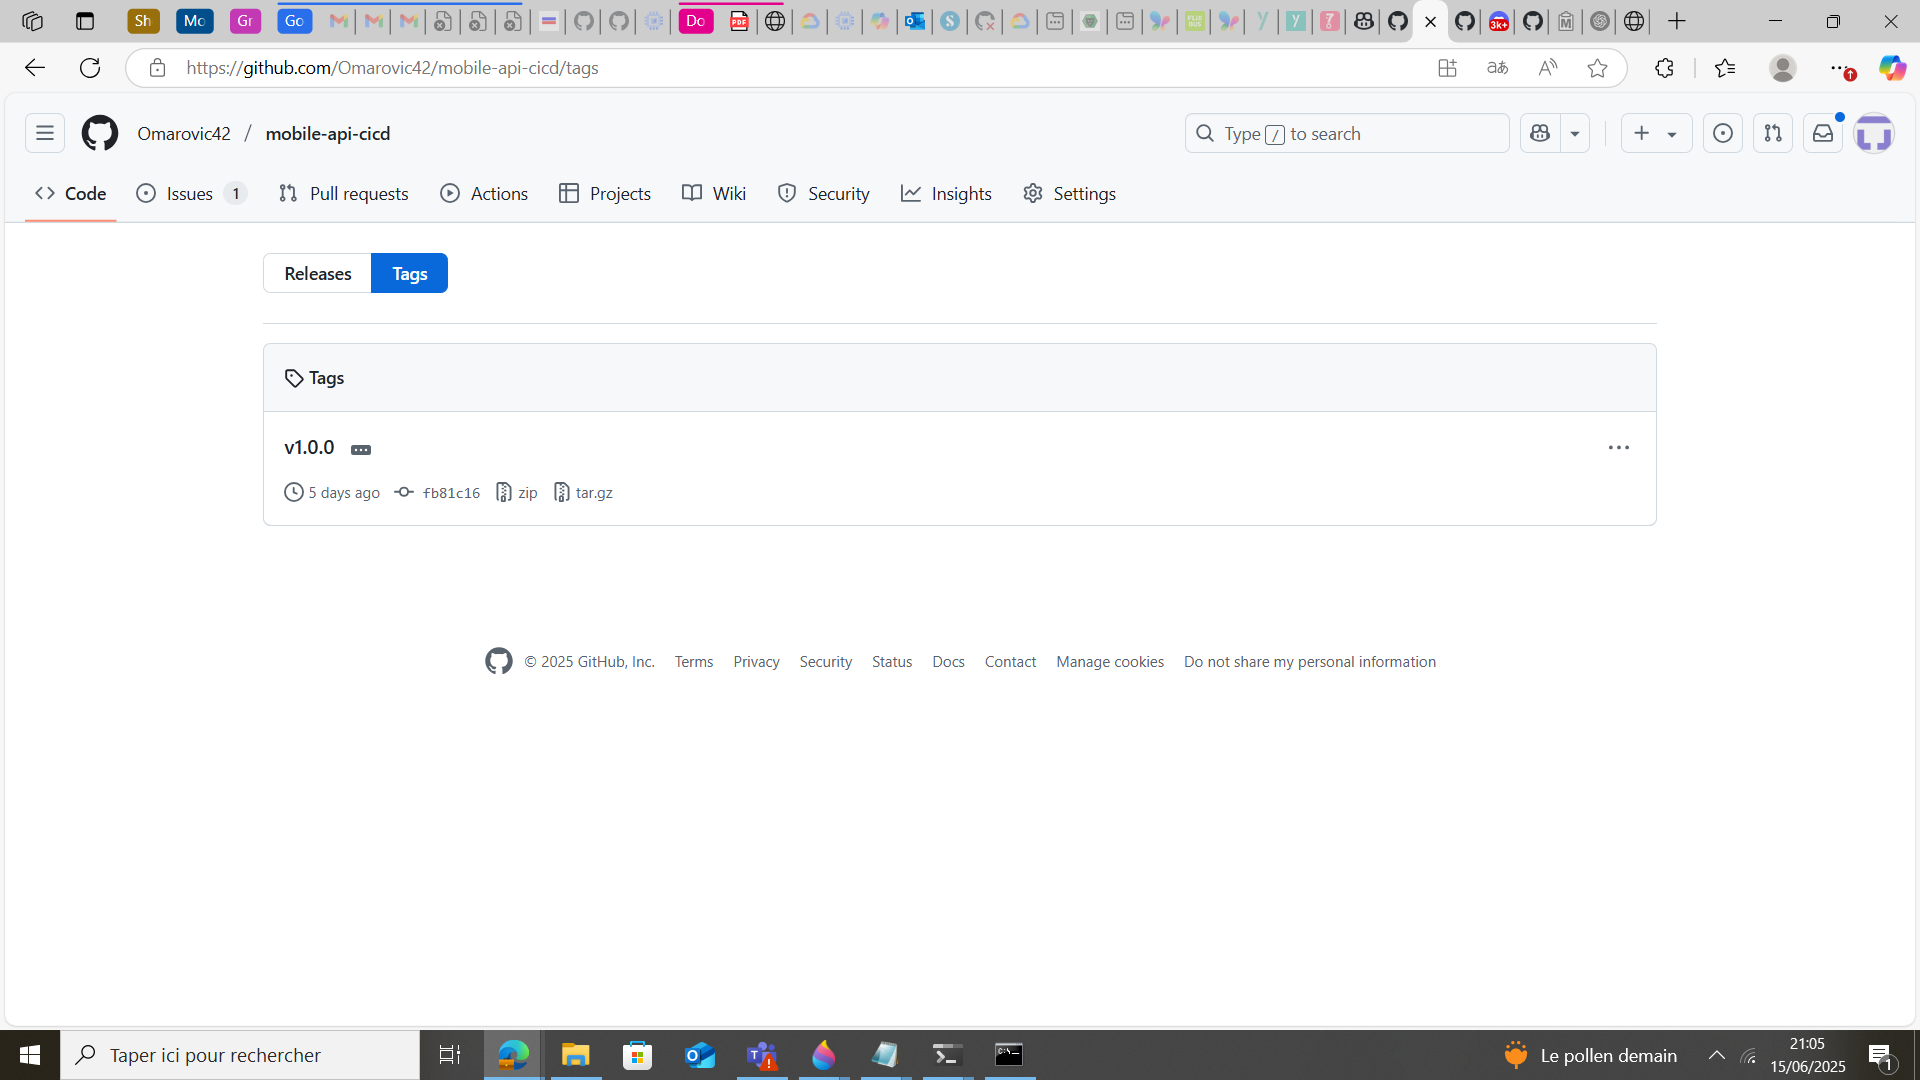 Sh Mo Gr Go Do 3k+
https://github.com/Omarovic42/mobile-api-cicd/tags
Omarovic42 / mobile-api-cicd
Type / to search
Code Issues 1 Pull requests Actions Projects Wiki Security Insights Settings
Releases Tags
Tags
v1.0.0
5 days ago fb81c16 zip tar.gz
© 2025 GitHub, Inc. Terms Privacy Security Status Docs Contact Manage cookies Do not share my personal information
Taper ici pour rechercher
Le pollen demain
21:05
15/06/2025
1